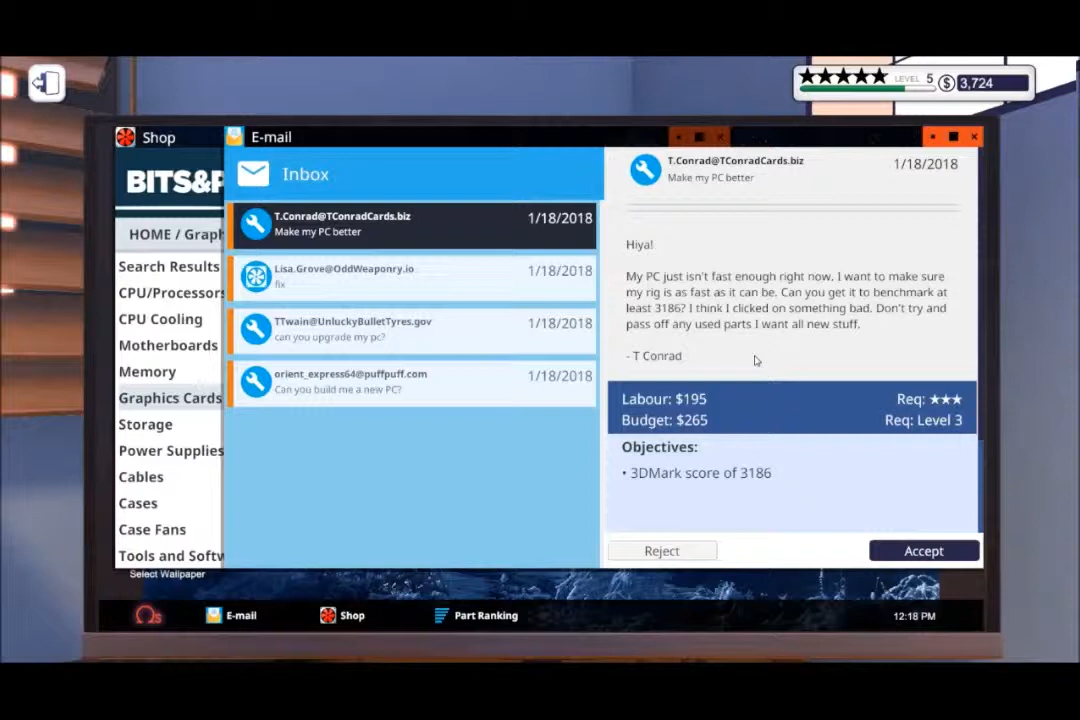 LEVEL 5 $ 3,724
Shop
E-mail
BITS&P
HOME / Graph
Search Results
CPU/Processors
CPU Cooling
Motherboards
Memory
Graphics Cards
Storage
Power Supplies
Cables
Cases
Case Fans
Tools and Softw
Select Wallpaper
Inbox
T.Conrad@TConradCards.biz 1/18/2018
Make my PC better
Lisa.Grove@OddWeaponry.io 1/18/2018
fix
TTwain@UnluckyBulletTyres.gov 1/18/2018
can you upgrade my pc?
orient_express64@puffpuff.com 1/18/2018
Can you build me a new PC?
T.Conrad@TConradCards.biz 1/18/2018
Make my PC better
Hiya!
My PC just isn't fast enough right now. I want to make sure
my rig is as fast as it can be. Can you get it to benchmark at
least 3186? I think I clicked on something bad. Don't try and
pass off any used parts I want all new stuff.
- T Conrad
Labour: $195 Req: ★★★
Budget: $265 Req: Level 3
Objectives:
• 3DMark score of 3186
Reject Accept
Os E-mail Shop Part Ranking 12:18 PM